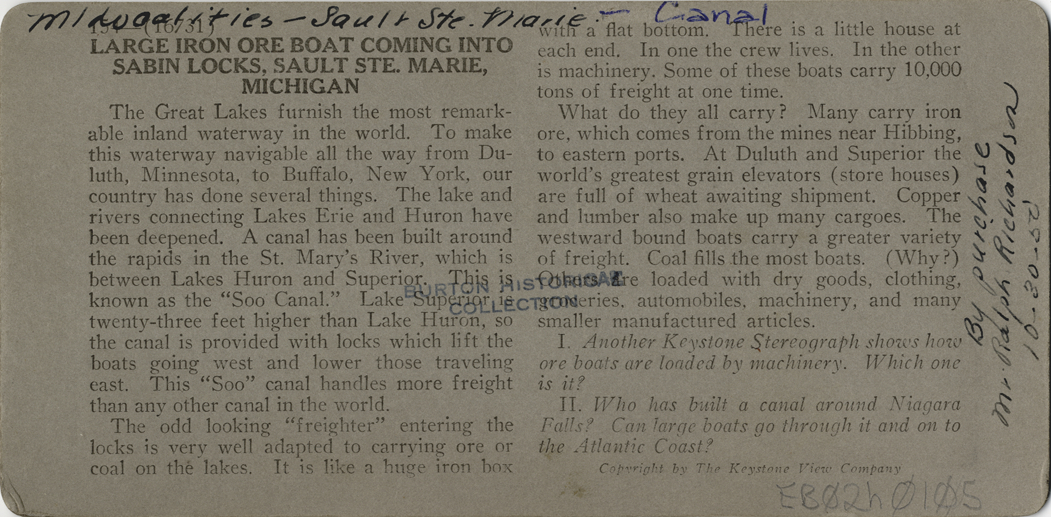 Midwgalities - Sault Ste. Marie - Canal
(16731)
LARGE IRON ORE BOAT COMING INTO
SABIN LOCKS, SAULT STE. MARIE,
MICHIGAN
The Great Lakes furnish the most remark-
able inland waterway in the world. To make
this waterway navigable all the way from Du-
luth, Minnesota, to Buffalo, New York, our
country has done several things. The lake and
rivers connecting Lakes Erie and Huron have
been deepened. A canal has been built around
the rapids in the St. Mary's River, which is
between Lakes Huron and Superior. This is
known as the "Soo Canal." Lake Superior is
twenty-three feet higher than Lake Huron, so
the canal is provided with locks which lift the
boats going west and lower those traveling
east. This "Soo" canal handles more freight
than any other canal in the world.
The odd looking "freighter" entering the
locks is very well adapted to carrying ore or
coal on the lakes. It is like a huge iron box
with a flat bottom. There is a little house at
each end. In one the crew lives. In the other
is machinery. Some of these boats carry 10,000
tons of freight at one time.
What do they all carry? Many carry iron
ore, which comes from the mines near Hibbing,
to eastern ports. At Duluth and Superior the
world's greatest grain elevators (store houses)
are full of wheat awaiting shipment. Copper
and lumber also make up many cargoes. The
westward bound boats carry a greater variety
of freight. Coal fills the most boats. (Why?)
Others are loaded with dry goods, clothing,
groceries, automobiles, machinery, and many
smaller manufactured articles.
I. Another Keystone Stereograph shows how
ore boats are loaded by machinery. Which one
is it?
II. Who has built a canal around Niagara
Falls? Can large boats go through it and on to
the Atlantic Coast?
Copyright by The Keystone View Company
BURTON HISTORICAL
COLLECTION
By purchase
Mr. Ralph Richardson
10-30-52
EB02h0105